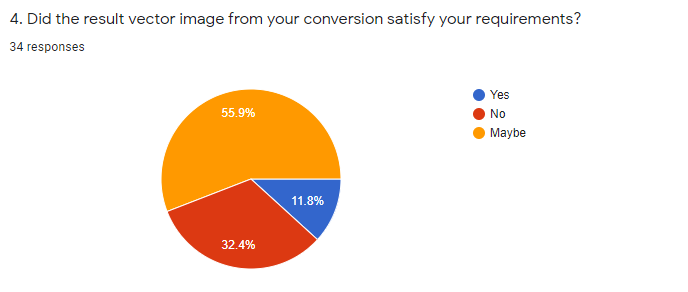 4. Did the result vector image from your conversion satisfy your requirements?
34 responses
Yes
No
Maybe
55.9%
11.8%
32.4%